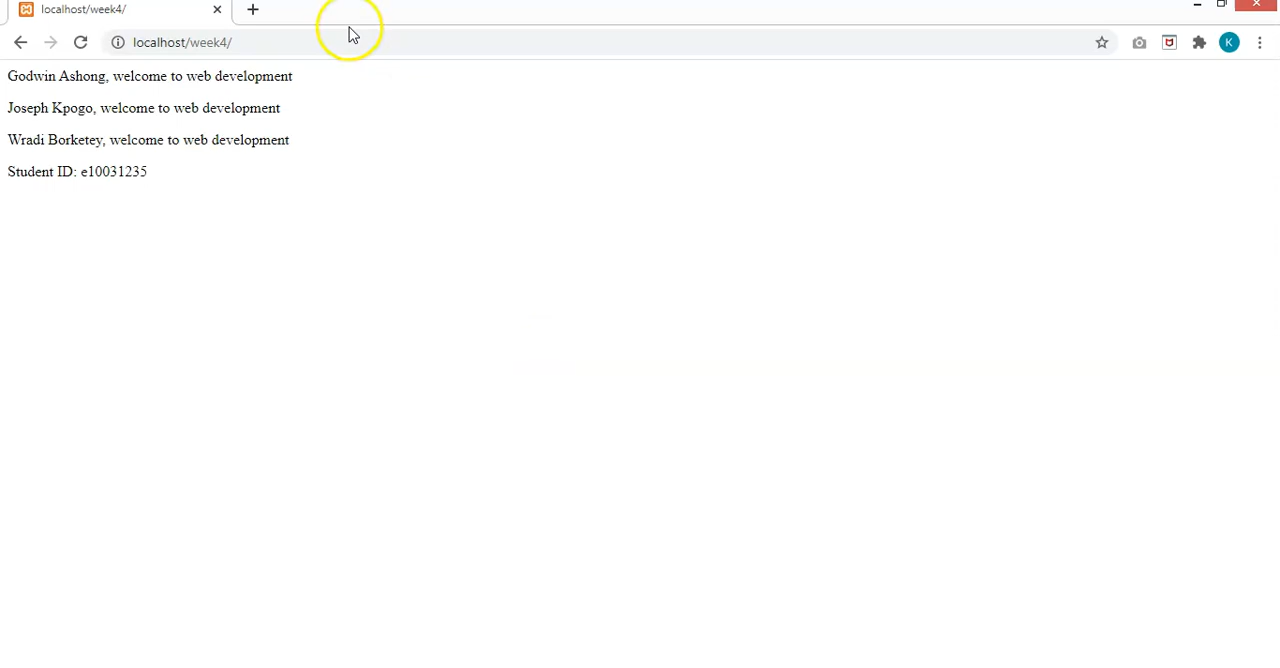 localhost/week4/
localhost/week4/
K
Godwin Ashong, welcome to web development
Joseph Kpogo, welcome to web development
Wradi Borketey, welcome to web development
Student ID: e10031235